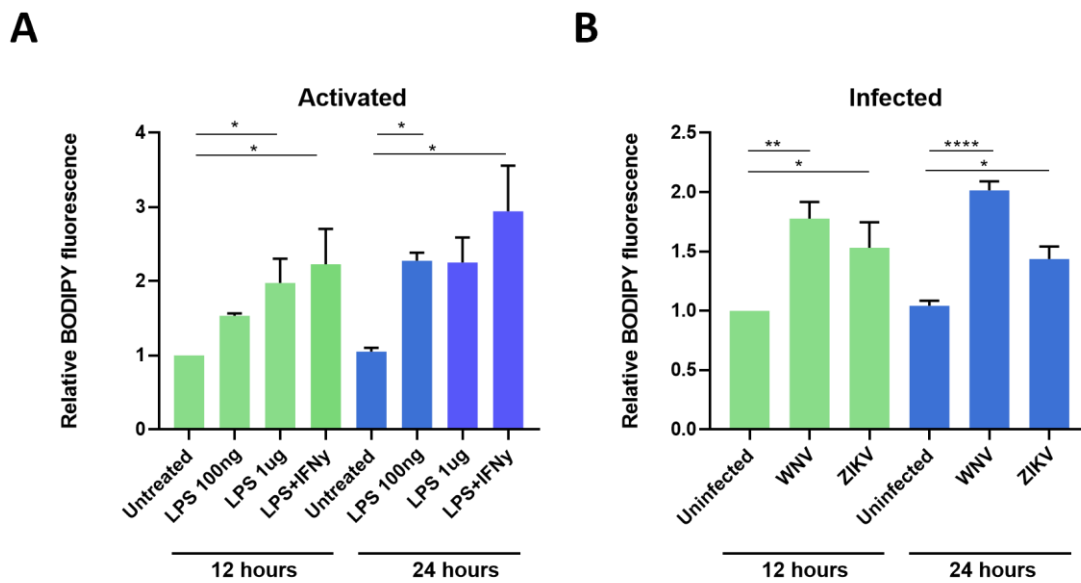 A
Activated
Relative BODIPY fluorescence
4
3
2
1
0
* * * *
Untreated
LPS 100ng
LPS 1ug
LPS+IFNy
Untreated
LPS 100ng
LPS 1ug
LPS+IFNy
12 hours
24 hours
B
Infected
Relative BODIPY fluorescence
2.5
2.0
1.5
1.0
0.5
0.0
** * **** *
Uninfected
WNV
ZIKV
Uninfected
WNV
ZIKV
12 hours
24 hours